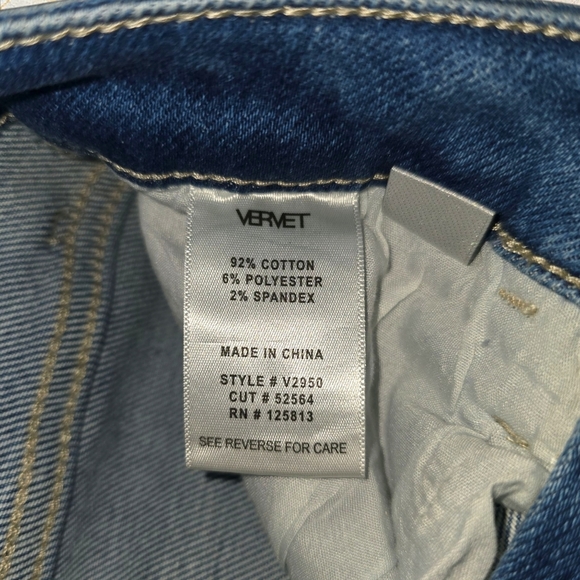 VERVET
92% COTTON
6% POLYESTER
2% SPANDEX
MADE IN CHINA
STYLE # V2950
CUT # 52564
RN # 125813
SEE REVERSE FOR CARE